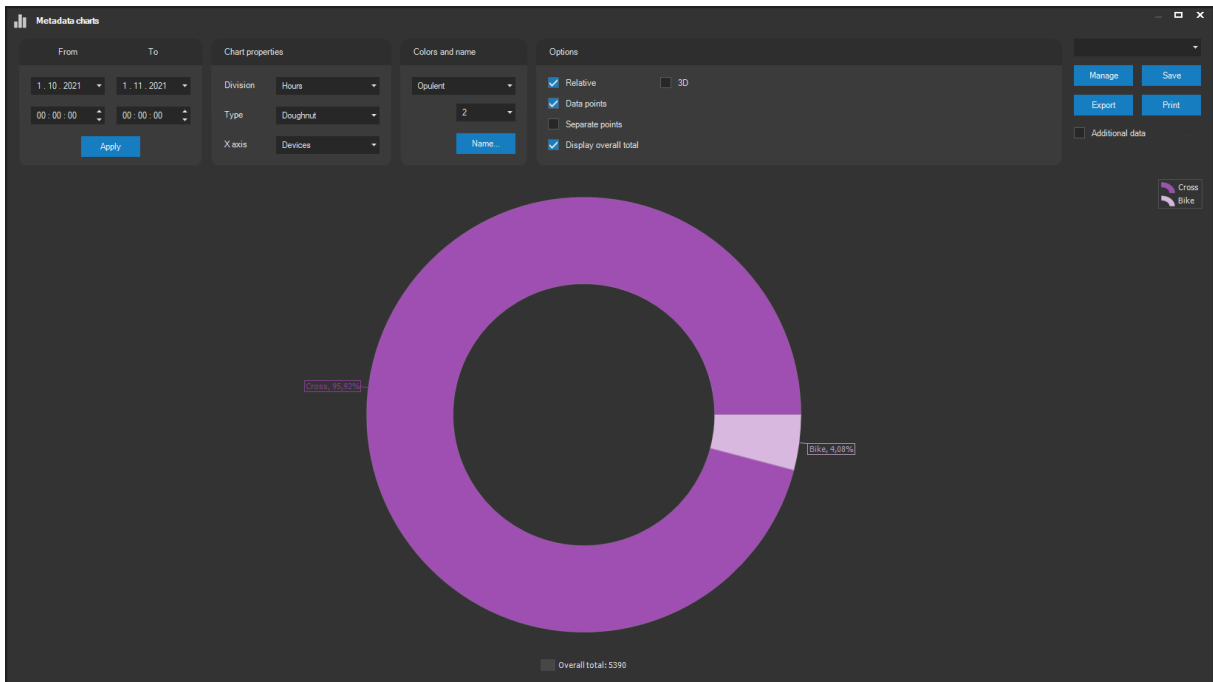 Metadata charts
From To
1 . 10 . 2021 1 . 11 . 2021
00 : 00 : 00 00 : 00 : 00
Apply
Chart properties
Division Hours
Type Doughnut
X axis Devices
Colors and name
Opulent
2
Name...
Options
Relative 3D
Data points
Separate points
Display overall total
Manage Save
Export Print
Additional data
Cross
Bike
Cross, 95,92%
Bike, 4,08%
Overall total: 5390